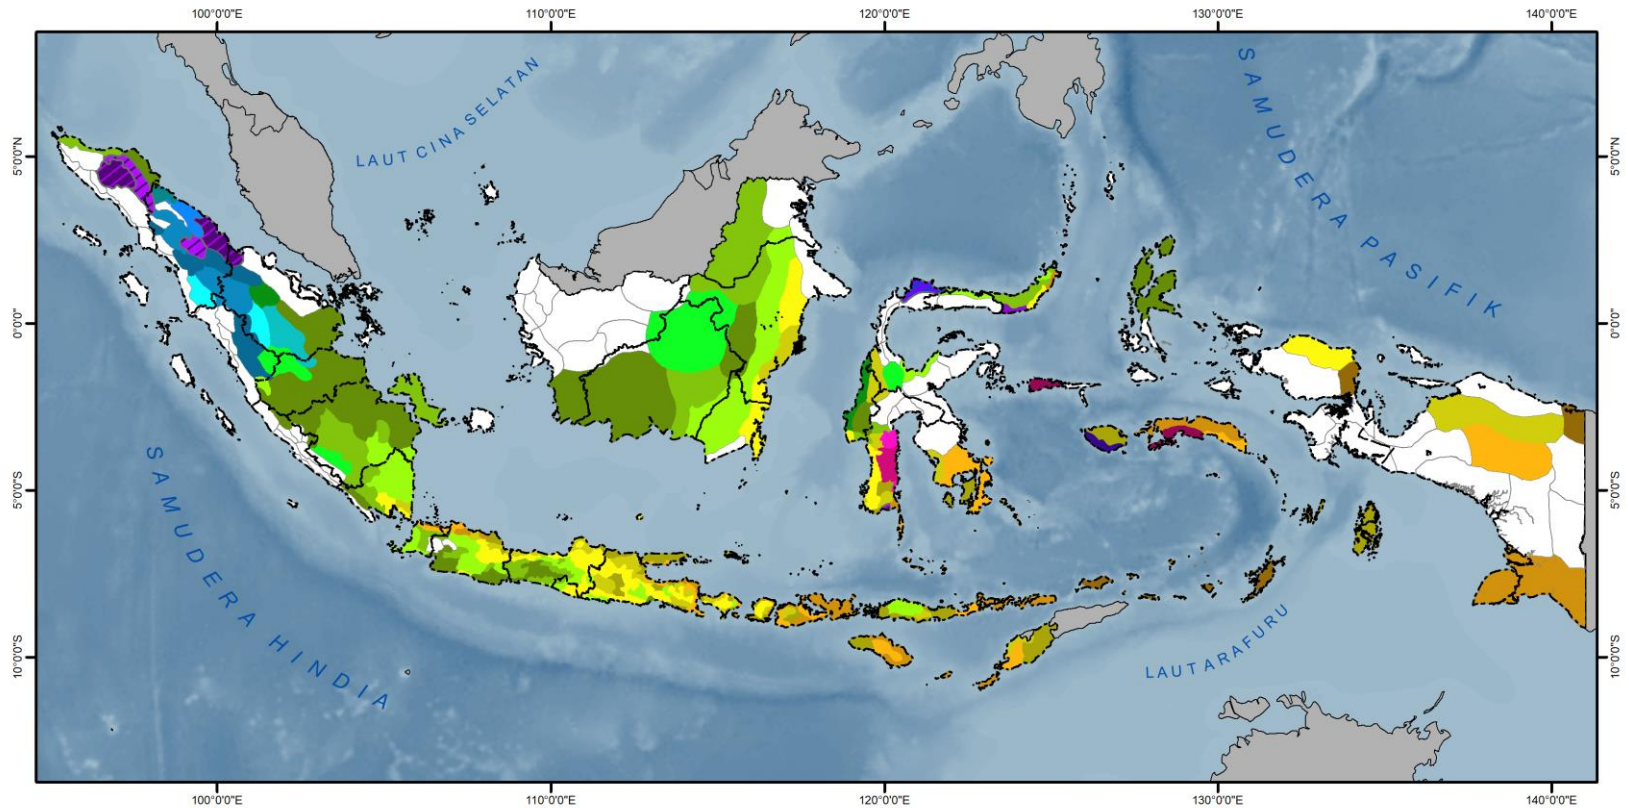 100°0'0"E 110°0'0"E 120°0'0"E 130°0'0"E 140°0'0"E
LAUT CINA SELATAN
SAMUDERA PASIFIK
5°0'0"N 5°0'0"N
0°0'0" 0°0'0"
5°0'0"S 5°0'0"S
10°0'0"S 10°0'0"S
SAMUDERA HINDIA
LAUT ARAFURU
100°0'0"E 110°0'0"E 120°0'0"E 130°0'0"E 140°0'0"E